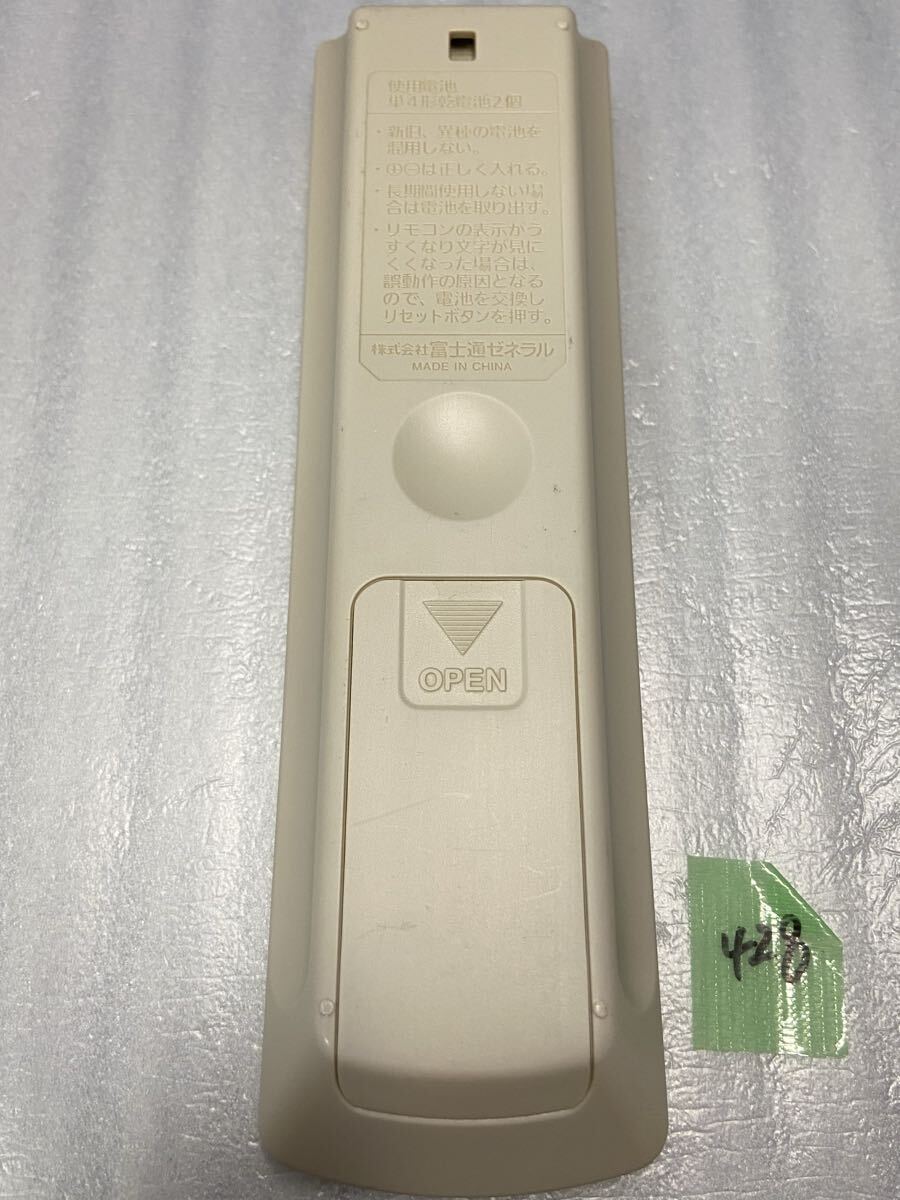 使用電池
単4形乾電池2個
・新旧、異種の電池を
混用しない。
・⊕⊖は正しく入れる。
・長期間使用しない場
合は電池を取り出す。
・リモコンの表示がう
すくなり文字が見に
くくなった場合は、
誤動作の原因となる
ので、電池を交換し
リセットボタンを押す。
株式会社富士通ゼネラル
MADE IN CHINA
OPEN
428